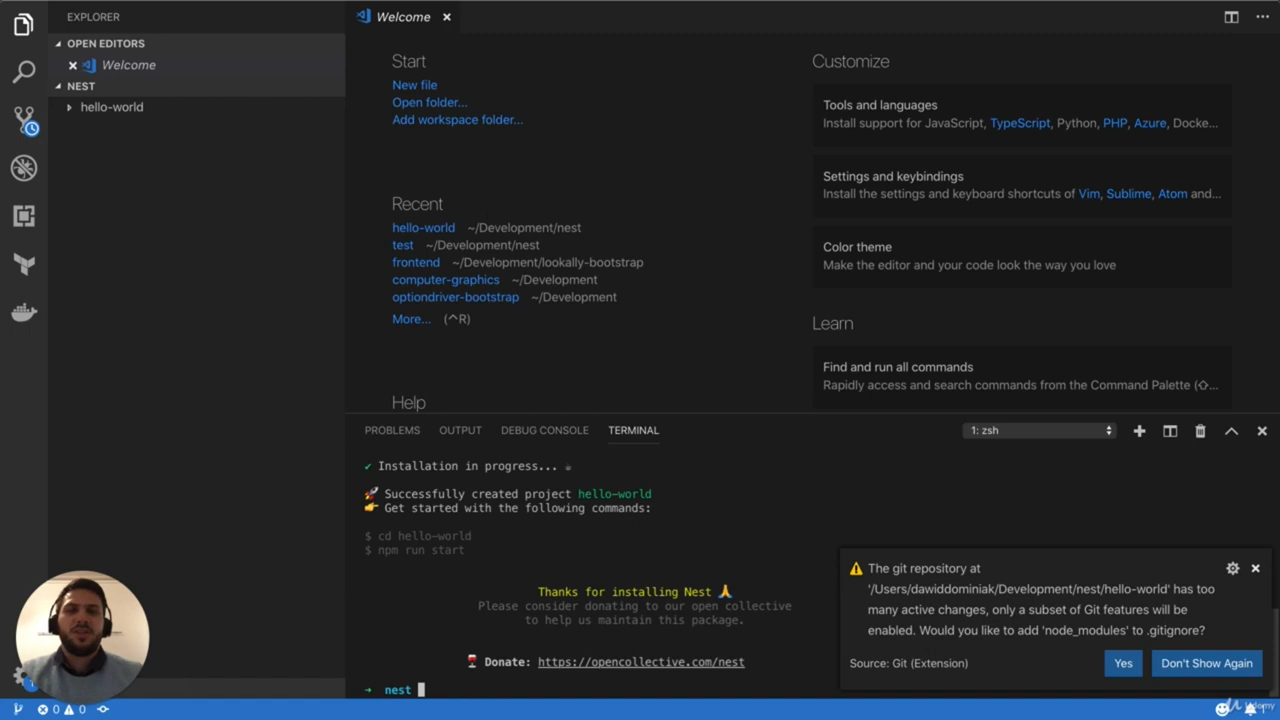 EXPLORER
OPEN EDITORS
Welcome
NEST
hello-world
Welcome
Start
New file
Open folder...
Add workspace folder...
Recent
hello-world ~/Development/nest
test ~/Development/nest
frontend ~/Development/lookally-bootstrap
computer-graphics ~/Development
optiondriver-bootstrap ~/Development
More... (^R)
Help
Customize
Tools and languages
Install support for JavaScript, TypeScript, Python, PHP, Azure, Docke...
Settings and keybindings
Install the settings and keyboard shortcuts of Vim, Sublime, Atom and...
Color theme
Make the editor and your code look the way you love
Learn
Find and run all commands
Rapidly access and search commands from the Command Palette (⇧...
PROBLEMS OUTPUT DEBUG CONSOLE TERMINAL
1: zsh
✔ Installation in progress... ☕
🚀 Successfully created project hello-world
👉 Get started with the following commands:
$ cd hello-world
$ npm run start
Thanks for installing Nest 🙏
Please consider donating to our open collective
to help us maintain this package.
🍷 Donate: https://opencollective.com/nest
➜ nest
The git repository at
'/Users/dawiddominiak/Development/nest/hello-world' has too
many active changes, only a subset of Git features will be
enabled. Would you like to add 'node_modules' to .gitignore?
Source: Git (Extension)
Yes
Don't Show Again
0 0
Udemy
1